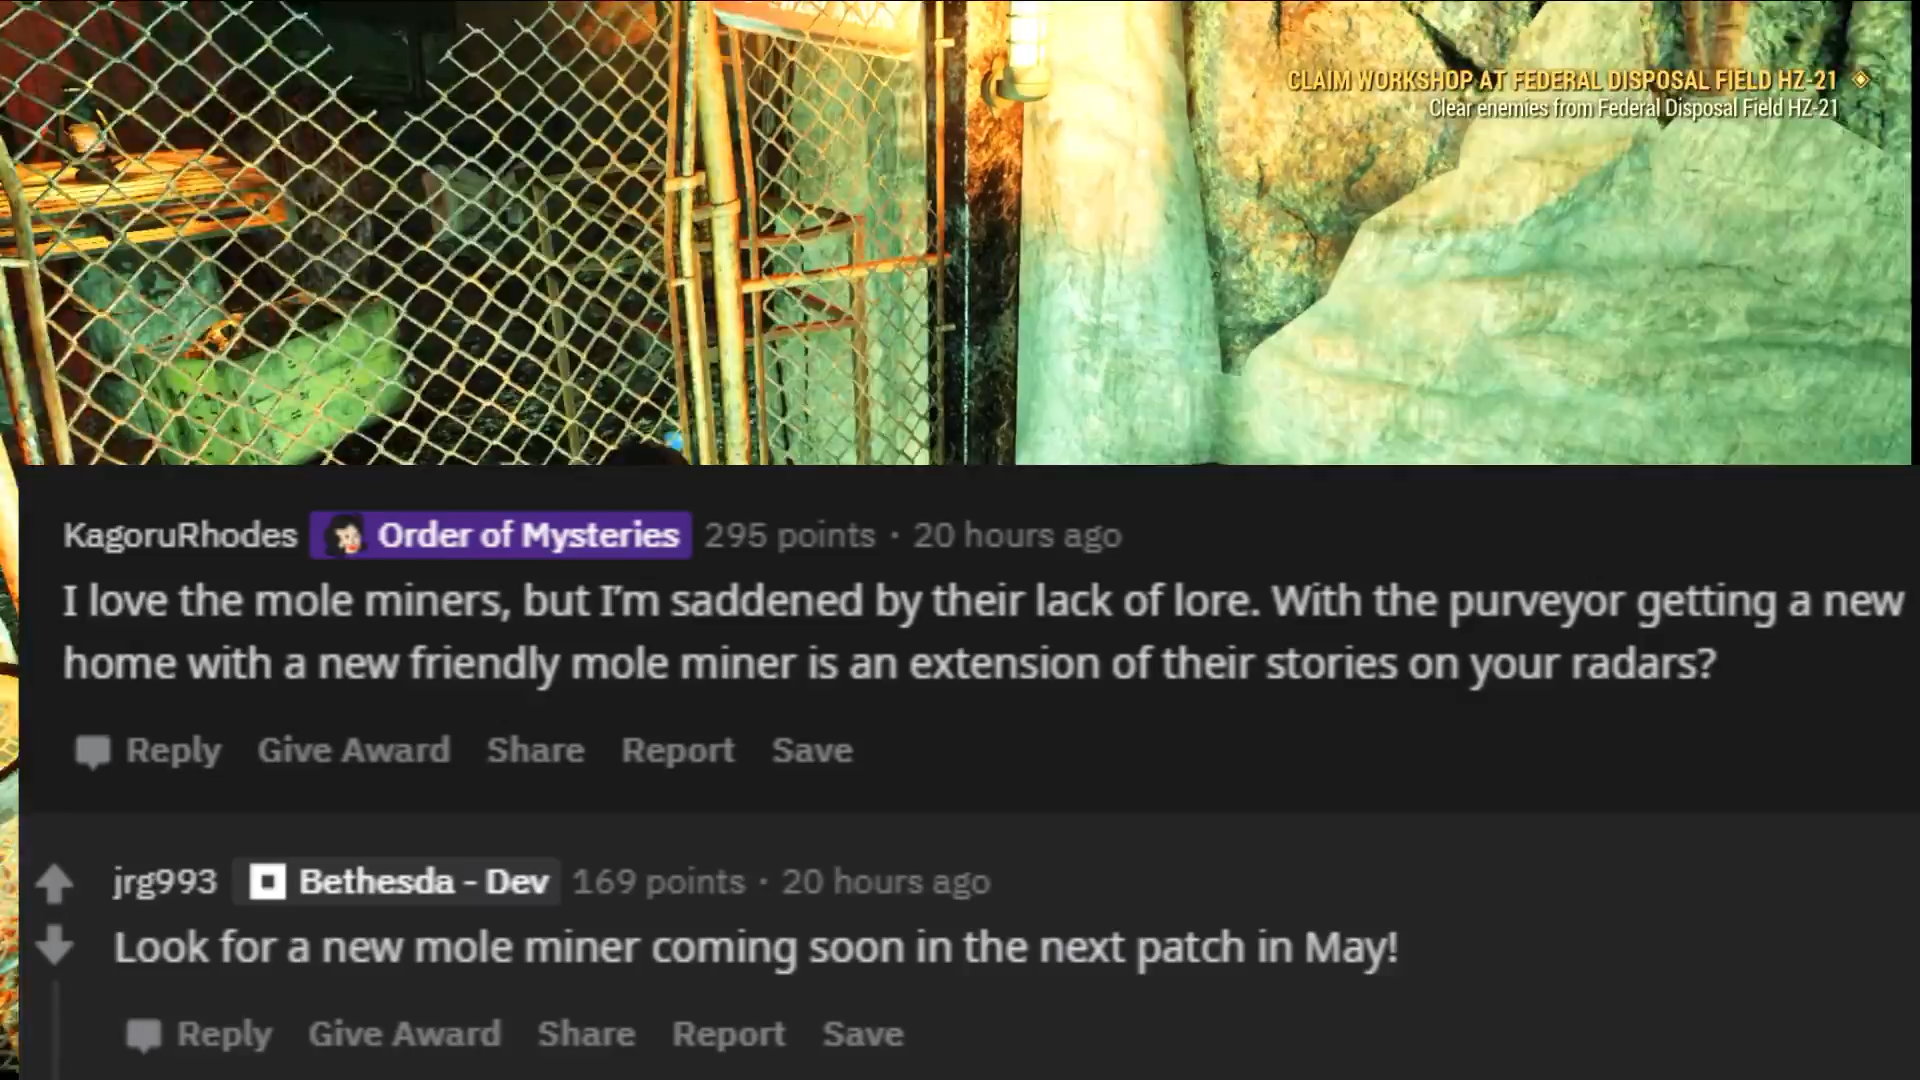 CLAIM WORKSHOP AT FEDERAL DISPOSAL FIELD HZ-21
Clear enemies from Federal Disposal Field HZ-21
KagoruRhodes Order of Mysteries 295 points · 20 hours ago
I love the mole miners, but I'm saddened by their lack of lore. With the purveyor getting a new
home with a new friendly mole miner is an extension of their stories on your radars?
Reply Give Award Share Report Save
jrg993 Bethesda - Dev 169 points · 20 hours ago
Look for a new mole miner coming soon in the next patch in May!
Reply Give Award Share Report Save